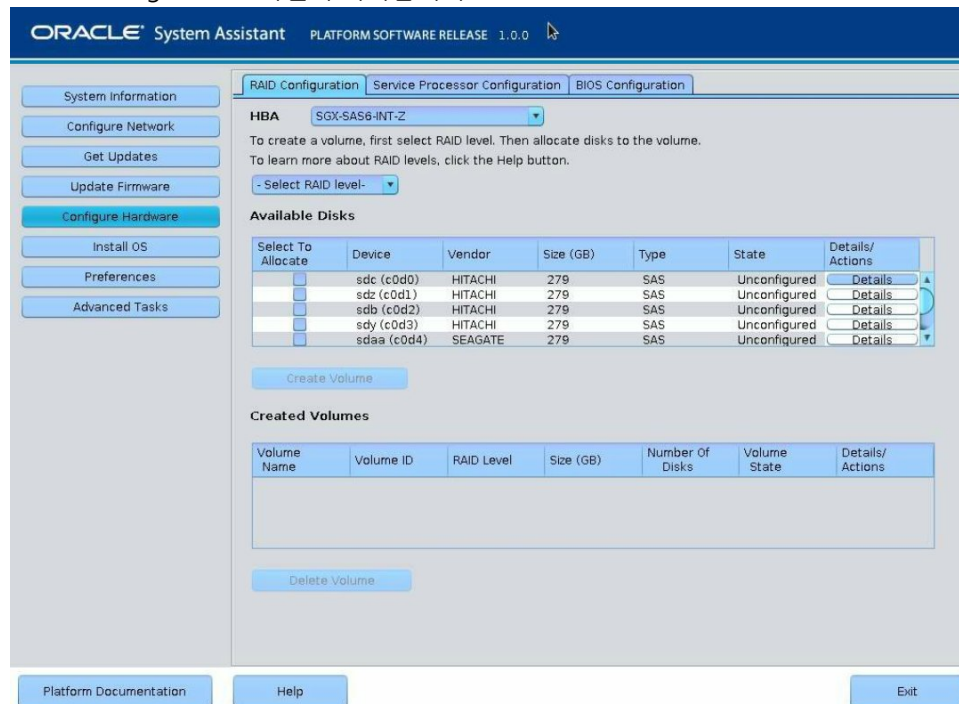 ORACLE® System Assistant PLATFORM SOFTWARE RELEASE 1.0.0
System Information
Configure Network
Get Updates
Update Firmware
Configure Hardware
Install OS
Preferences
Advanced Tasks
RAID Configuration Service Processor Configuration BIOS Configuration
HBA SGX-SAS6-INT-Z
To create a volume, first select RAID level. Then allocate disks to the volume.
To learn more about RAID levels, click the Help button.
- Select RAID level-
Available Disks
Select To Allocate Device Vendor Size (GB) Type State Details/ Actions
sdc (c0d0) HITACHI 279 SAS Unconfigured Details
sdz (c0d1) HITACHI 279 SAS Unconfigured Details
sdb (c0d2) HITACHI 279 SAS Unconfigured Details
sdy (c0d3) HITACHI 279 SAS Unconfigured Details
sdaa (c0d4) SEAGATE 279 SAS Unconfigured Details
Create Volume
Created Volumes
Volume Name Volume ID RAID Level Size (GB) Number Of Disks Volume State Details/ Actions
Delete Volume
Platform Documentation Help Exit